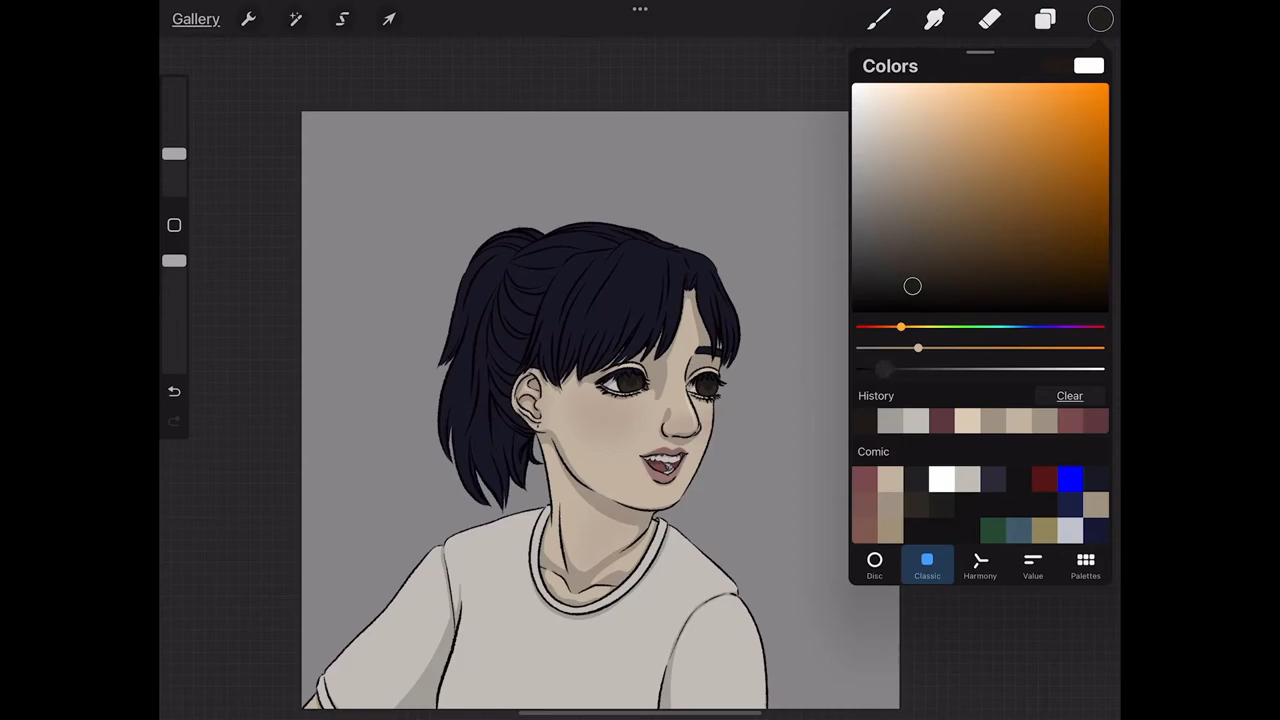 Gallery
Colors
History
Clear
Comic
Disc
Classic
Harmony
Value
Palettes